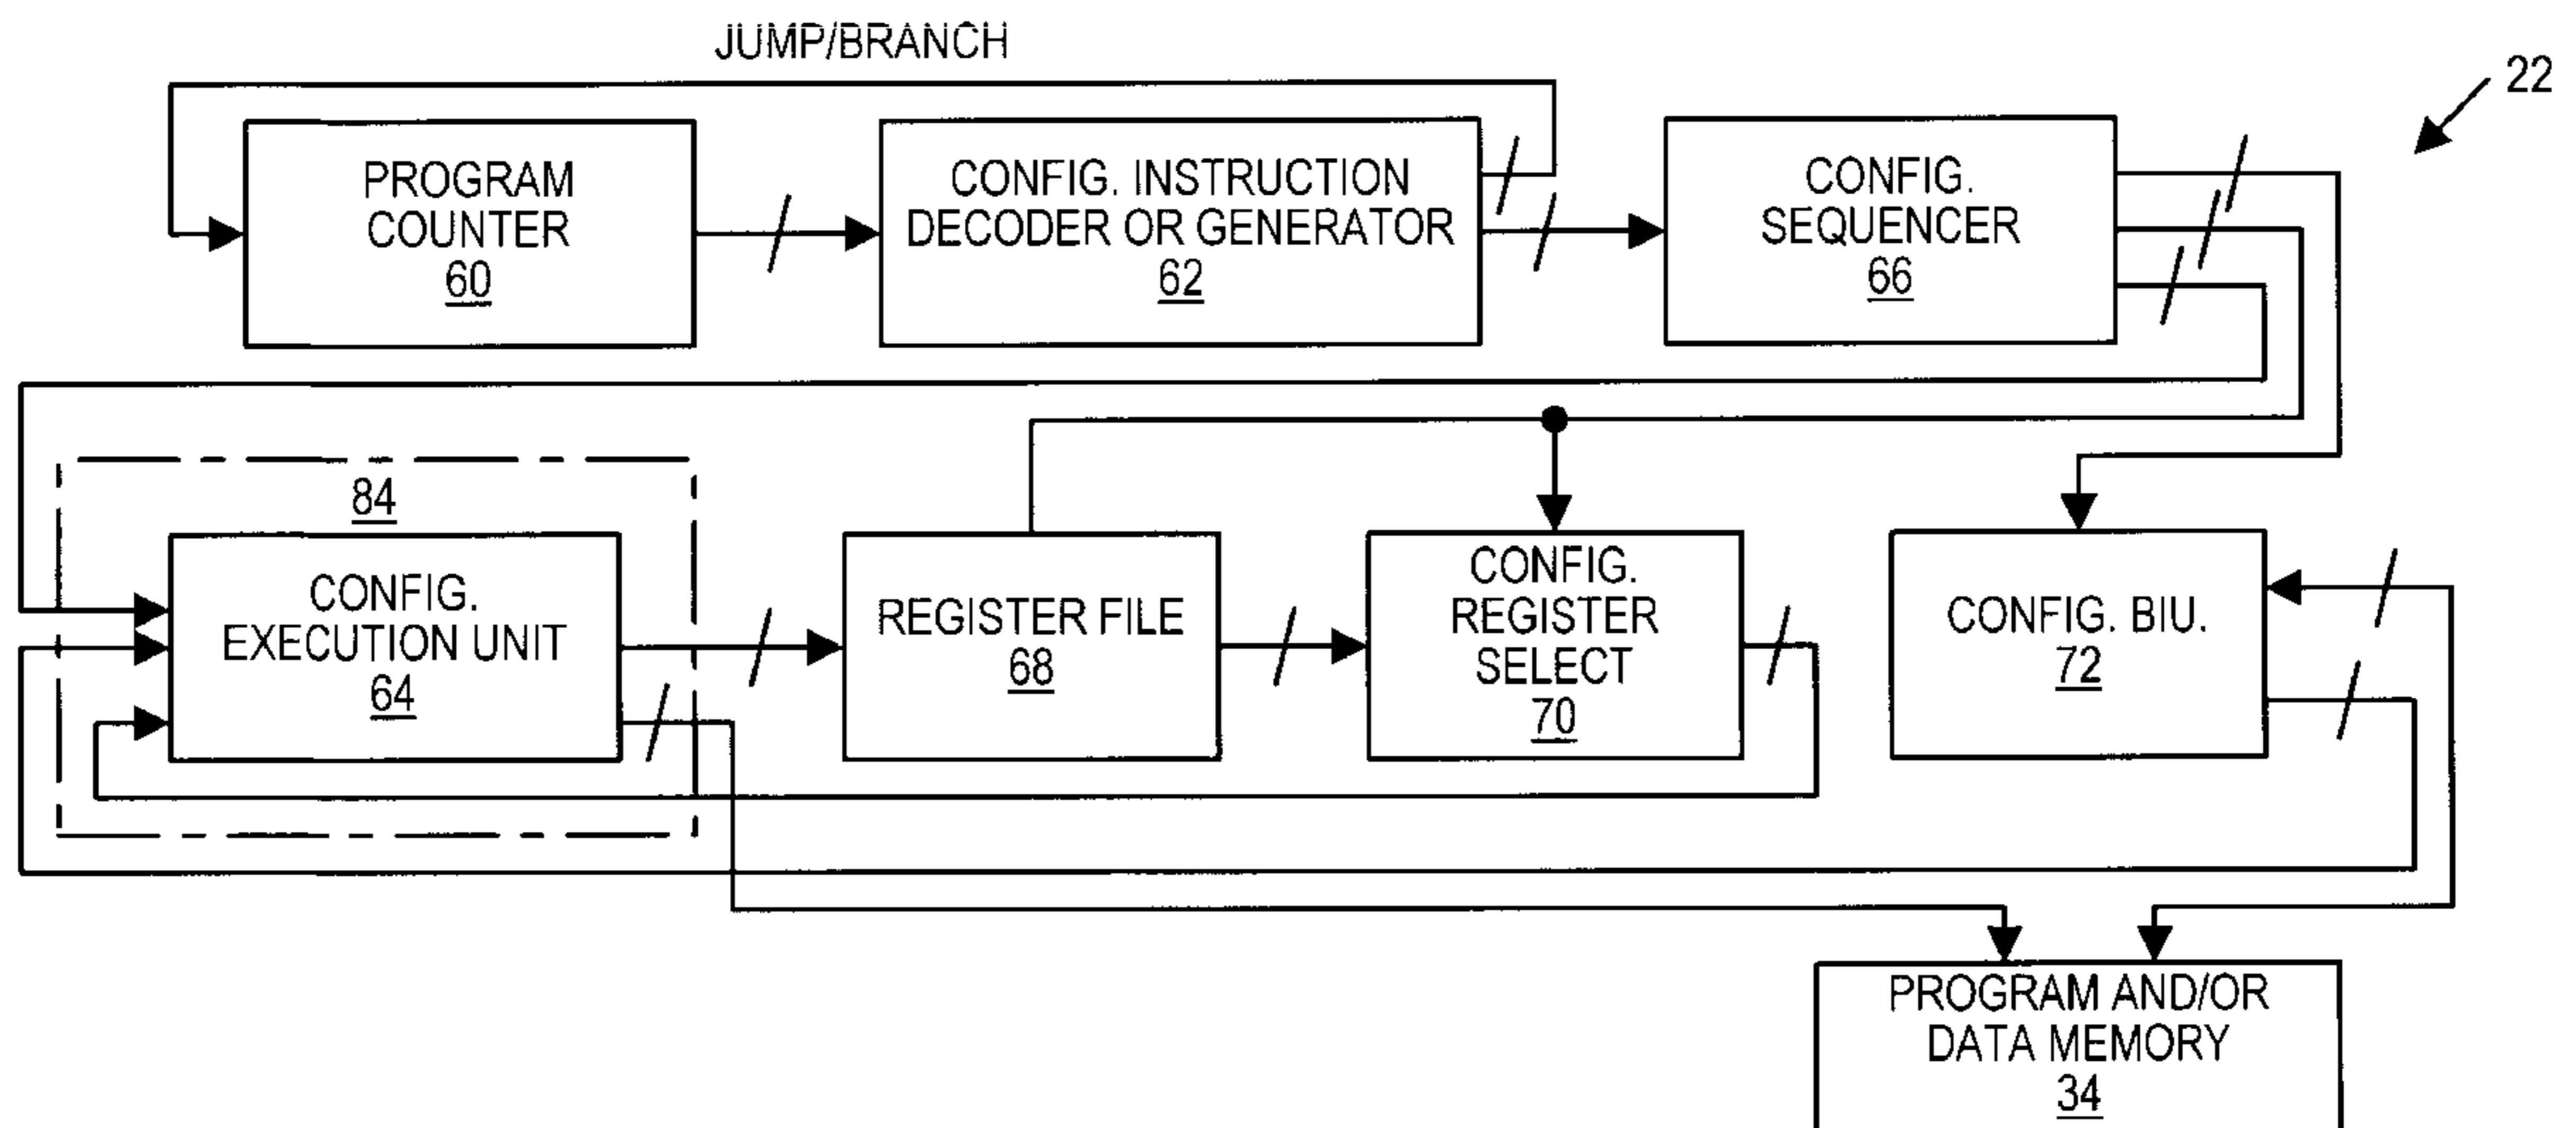 JUMP/BRANCH
22
PROGRAM
COUNTER
60
CONFIG. INSTRUCTION
DECODER OR GENERATOR
62
CONFIG.
SEQUENCER
66
84
CONFIG.
EXECUTION UNIT
64
REGISTER FILE
68
CONFIG.
REGISTER
SELECT
70
CONFIG. BIU.
72
PROGRAM AND/OR
DATA MEMORY
34